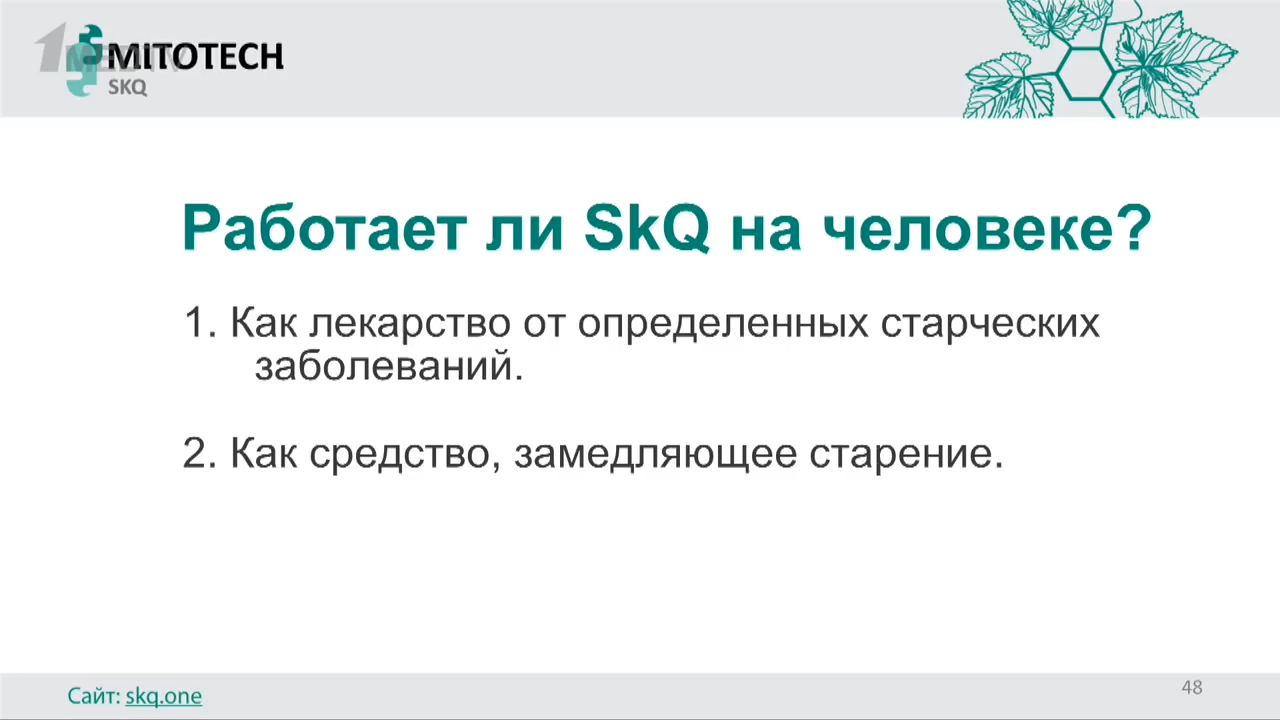 1MEDTV
MITOTECH
SKQ
Работает ли SkQ на человеке?
1. Как лекарство от определенных старческих
заболеваний.
2. Как средство, замедляющее старение.
Сайт: skq.one
48